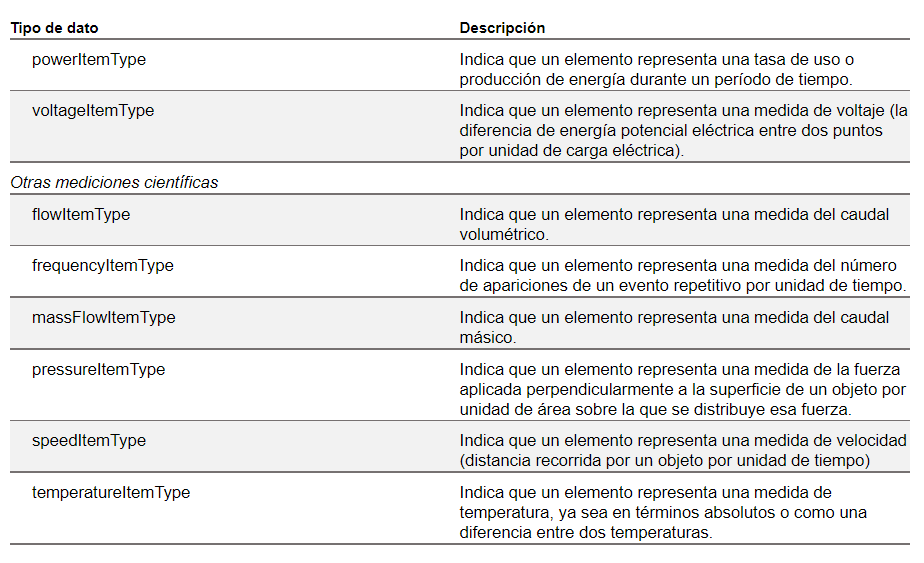 Tipo de dato Descripción
powerItemType Indica que un elemento representa una tasa de uso o
producción de energía durante un período de tiempo.
voltageItemType Indica que un elemento representa una medida de voltaje (la
diferencia de energía potencial eléctrica entre dos puntos
por unidad de carga eléctrica).
Otras mediciones científicas
flowItemType Indica que un elemento representa una medida del caudal
volumétrico.
frequencyItemType Indica que un elemento representa una medida del número
de apariciones de un evento repetitivo por unidad de tiempo.
massFlowItemType Indica que un elemento representa una medida del caudal
másico.
pressureItemType Indica que un elemento representa una medida de la fuerza
aplicada perpendicularmente a la superficie de un objeto por
unidad de área sobre la que se distribuye esa fuerza.
speedItemType Indica que un elemento representa una medida de velocidad
(distancia recorrida por un objeto por unidad de tiempo)
temperatureItemType Indica que un elemento representa una medida de
temperatura, ya sea en términos absolutos o como una
diferencia entre dos temperaturas.